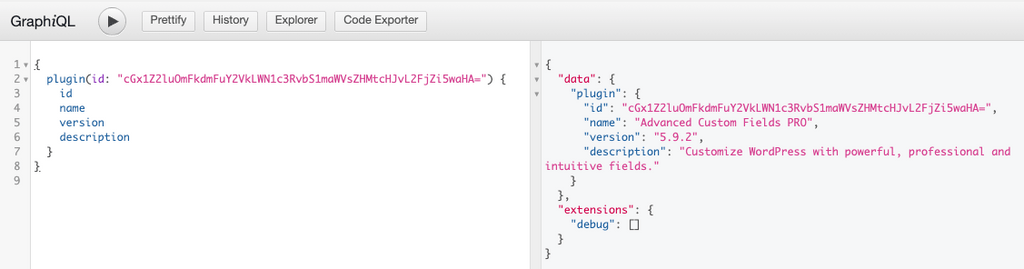 GraphiQL
Prettify
History
Explorer
Code Exporter
1
{
2
plugin(id: "cGx1Z2luOmFkdmFuY2VkLWN1c3RvbS1maWVsZHMtcHJvL2FjZi5waHA=") {
3
id
4
name
5
version
6
description
7
}
8
}
9
{
"data": {
"plugin": {
"id": "cGx1Z2luOmFkdmFuY2VkLWN1c3RvbS1maWVsZHMtcHJvL2FjZi5waHA=",
"name": "Advanced Custom Fields PRO",
"version": "5.9.2",
"description": "Customize WordPress with powerful, professional and
intuitive fields."
}
},
"extensions": {
"debug": []
}
}